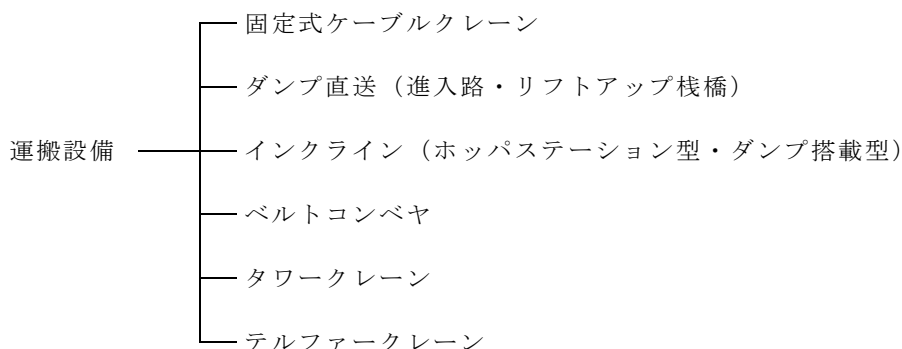 固定式ケーブルクレーン
ダンプ直送（進入路・リフトアップ桟橋）
運搬設備
インクライン（ホッパステーション型・ダンプ搭載型）
ベルトコンベヤ
タワークレーン
テルファークレーン